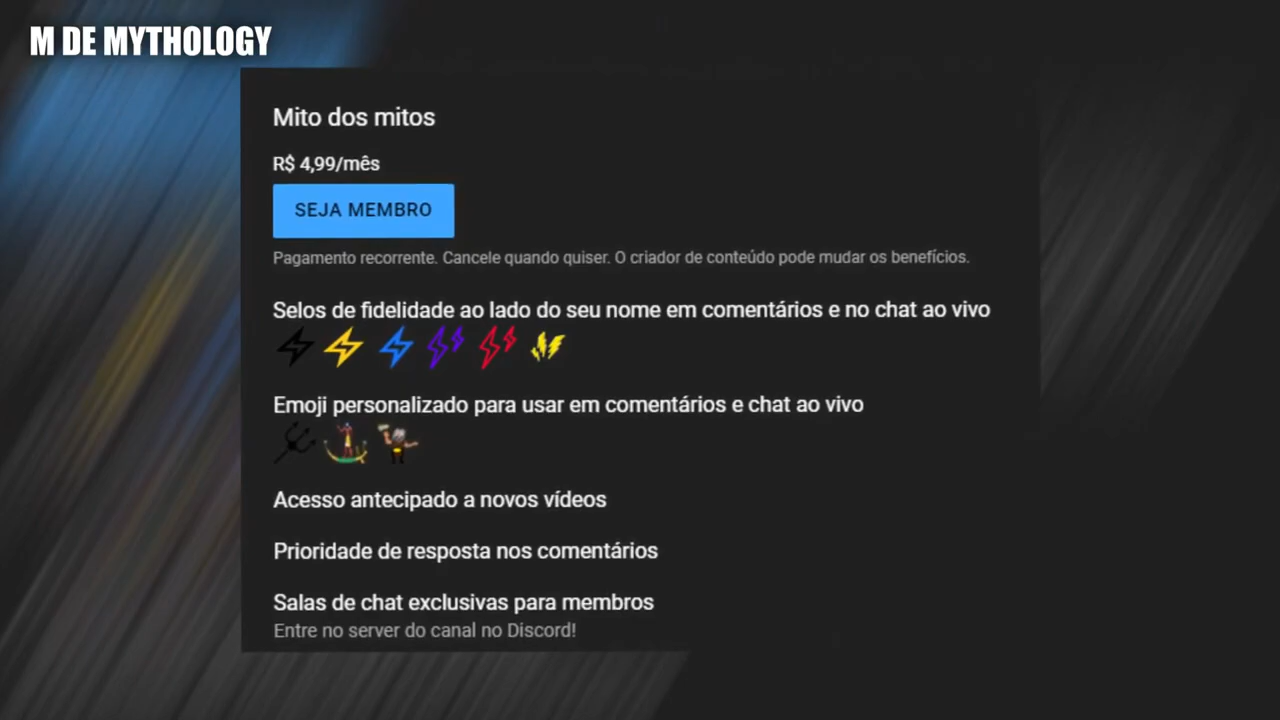 M DE MYTHOLOGY
Mito dos mitos
R$ 4,99/mês
SEJA MEMBRO
Pagamento recorrente. Cancele quando quiser. O criador de conteúdo pode mudar os benefícios.
Selos de fidelidade ao lado do seu nome em comentários e no chat ao vivo
Emoji personalizado para usar em comentários e chat ao vivo
Acesso antecipado a novos vídeos
Prioridade de resposta nos comentários
Salas de chat exclusivas para membros
Entre no server do canal no Discord!